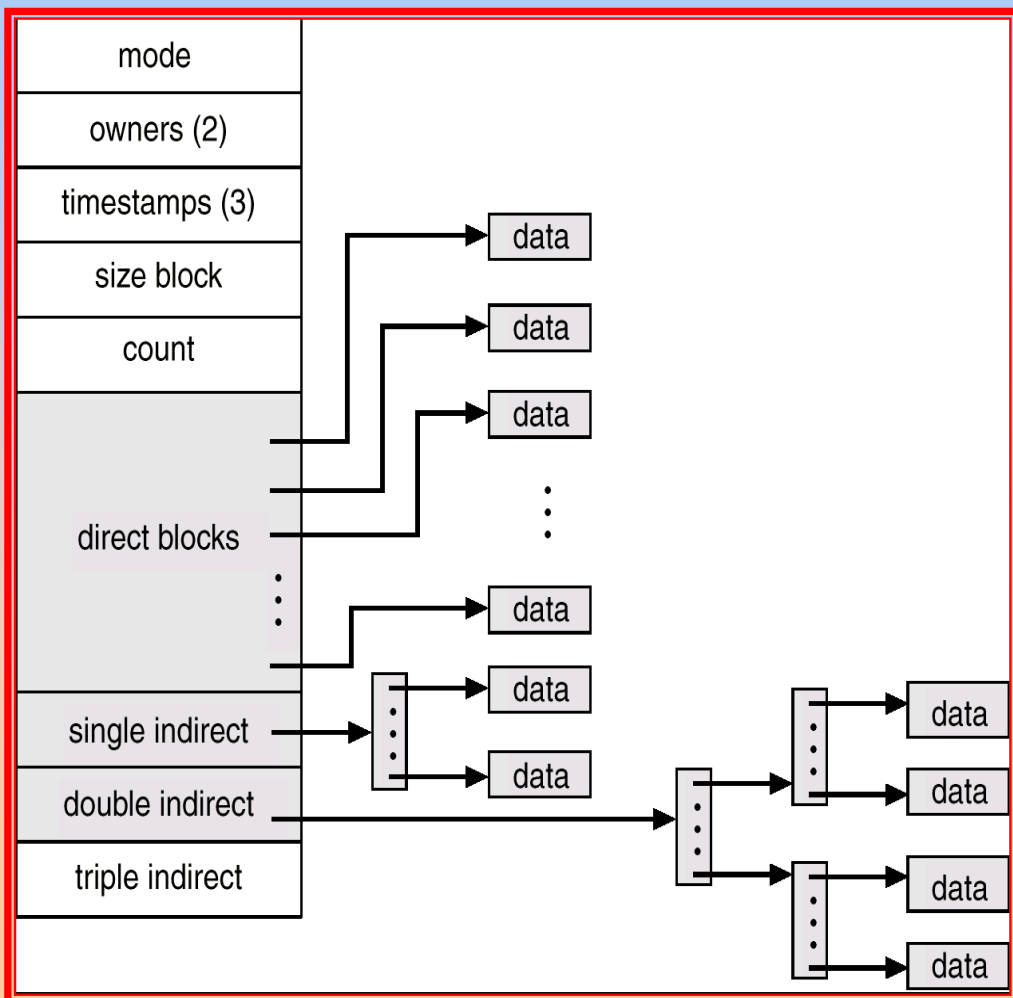 mode
owners (2)
timestamps (3)
size block
count
direct blocks
single indirect
double indirect
triple indirect
data
data
data
data
data
data
data
data
data
data